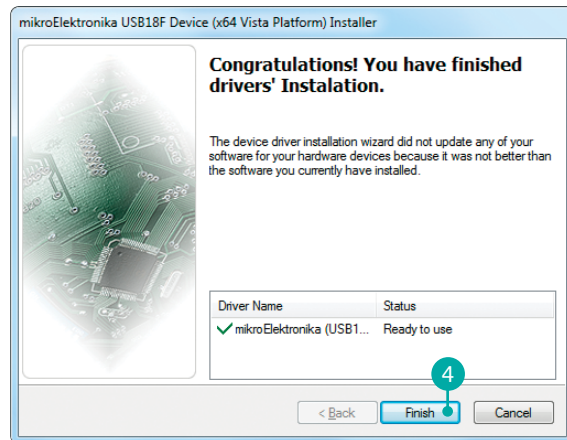 mikroElektronika USB18F Device (x64 Vista Platform) Installer
Congratulations! You have finished
drivers' Instalation.
The device driver installation wizard did not update any of your
software for your hardware devices because it was not better than
the software you currently have installed.
Driver Name Status
mikroElektronika (USB1... Ready to use
4
< Back Finish Cancel